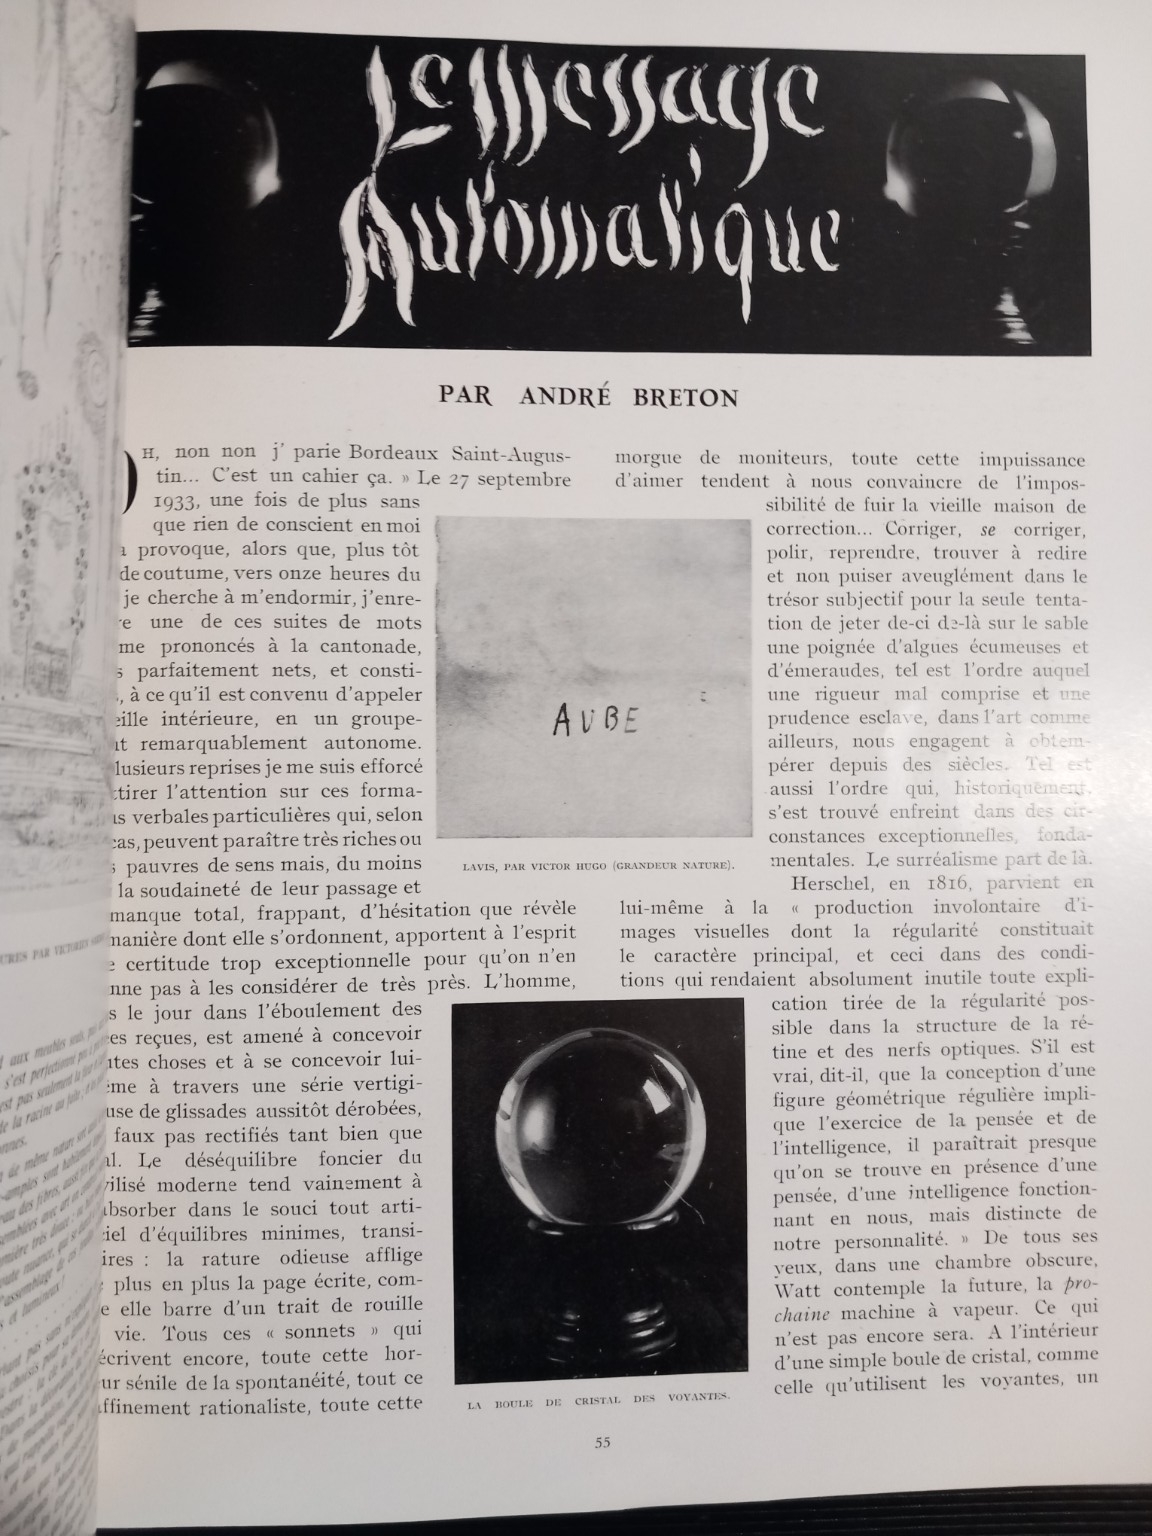 Le Message
Automatique
PAR ANDRÉ BRETON
H, non non j' parie Bordeaux Saint-Augus-
tin... C'est un cahier ça. » Le 27 septembre
1933, une fois de plus sans
que rien de conscient en moi
provoque, alors que, plus tôt
de coutume, vers onze heures du
je cherche à m'endormir, j'enre-
une de ces suites de mots
me prononcés à la cantonade,
parfaitement nets, et consti-
, à ce qu'il est convenu d'appeler
eille intérieure, en un groupe-
nt remarquablement autonome.
lusieurs reprises je me suis efforcé
ttirer l'attention sur ces forma-
s verbales particulières qui, selon
cas, peuvent paraître très riches ou
pauvres de sens mais, du moins
la soudaineté de leur passage et
manque total, frappant, d'hésitation que révèle
manière dont elle s'ordonnent, apportent à l'esprit
certitude trop exceptionnelle pour qu'on n'en
nne pas à les considérer de très près. L'homme,
s le jour dans l'éboulement des
es reçues, est amené à concevoir
tes choses et à se concevoir lui-
me à travers une série vertigi-
use de glissades aussitôt dérobées,
faux pas rectifiés tant bien que
al. Le déséquilibre foncier du
vilisé moderne tend vainement à
absorber dans le souci tout arti-
iel d'équilibres minimes, transi-
ires : la rature odieuse afflige
plus en plus la page écrite, com-
e elle barre d'un trait de rouille
vie. Tous ces « sonnets » qui
écrivent encore, toute cette hor-
ur sénile de la spontanéité, tout ce
affinement rationaliste, toute cette
AUBE
LAVIS, PAR VICTOR HUGO (GRANDEUR NATURE).
LA BOULE DE CRISTAL DES VOYANTES.
morgue de moniteurs, toute cette impuissance
d'aimer tendent à nous convaincre de l'impos-
sibilité de fuir la vieille maison de
correction... Corriger, se corriger,
polir, reprendre, trouver à redire
et non puiser aveuglément dans le
trésor subjectif pour la seule tenta-
tion de jeter de-ci de-là sur le sable
une poignée d'algues écumeuses et
d'émeraudes, tel est l'ordre auquel
une rigueur mal comprise et une
prudence esclave, dans l'art comme
ailleurs, nous engagent à obtem-
pérer depuis des siècles. Tel est
aussi l'ordre qui, historiquement,
s'est trouvé enfreint dans des cir-
constances exceptionnelles, fonda-
mentales. Le surréalisme part de là.
Herschel, en 1816, parvient en
lui-même à la « production involontaire d'i-
mages visuelles dont la régularité constituait
le caractère principal, et ceci dans des condi-
tions qui rendaient absolument inutile toute expli-
cation tirée de la régularité pos-
sible dans la structure de la ré-
tine et des nerfs optiques. S'il est
vrai, dit-il, que la conception d'une
figure géométrique régulière impli-
que l'exercice de la pensée et de
l'intelligence, il paraîtrait presque
qu'on se trouve en présence d'une
pensée, d'une intelligence fonction-
nant en nous, mais distincte de
notre personnalité. » De tous ses
yeux, dans une chambre obscure,
Watt contemple la future, la pro-
chaine machine à vapeur. Ce qui
n'est pas encore sera. A l'intérieur
d'une simple boule de cristal, comme
celle qu'utilisent les voyantes, un
55